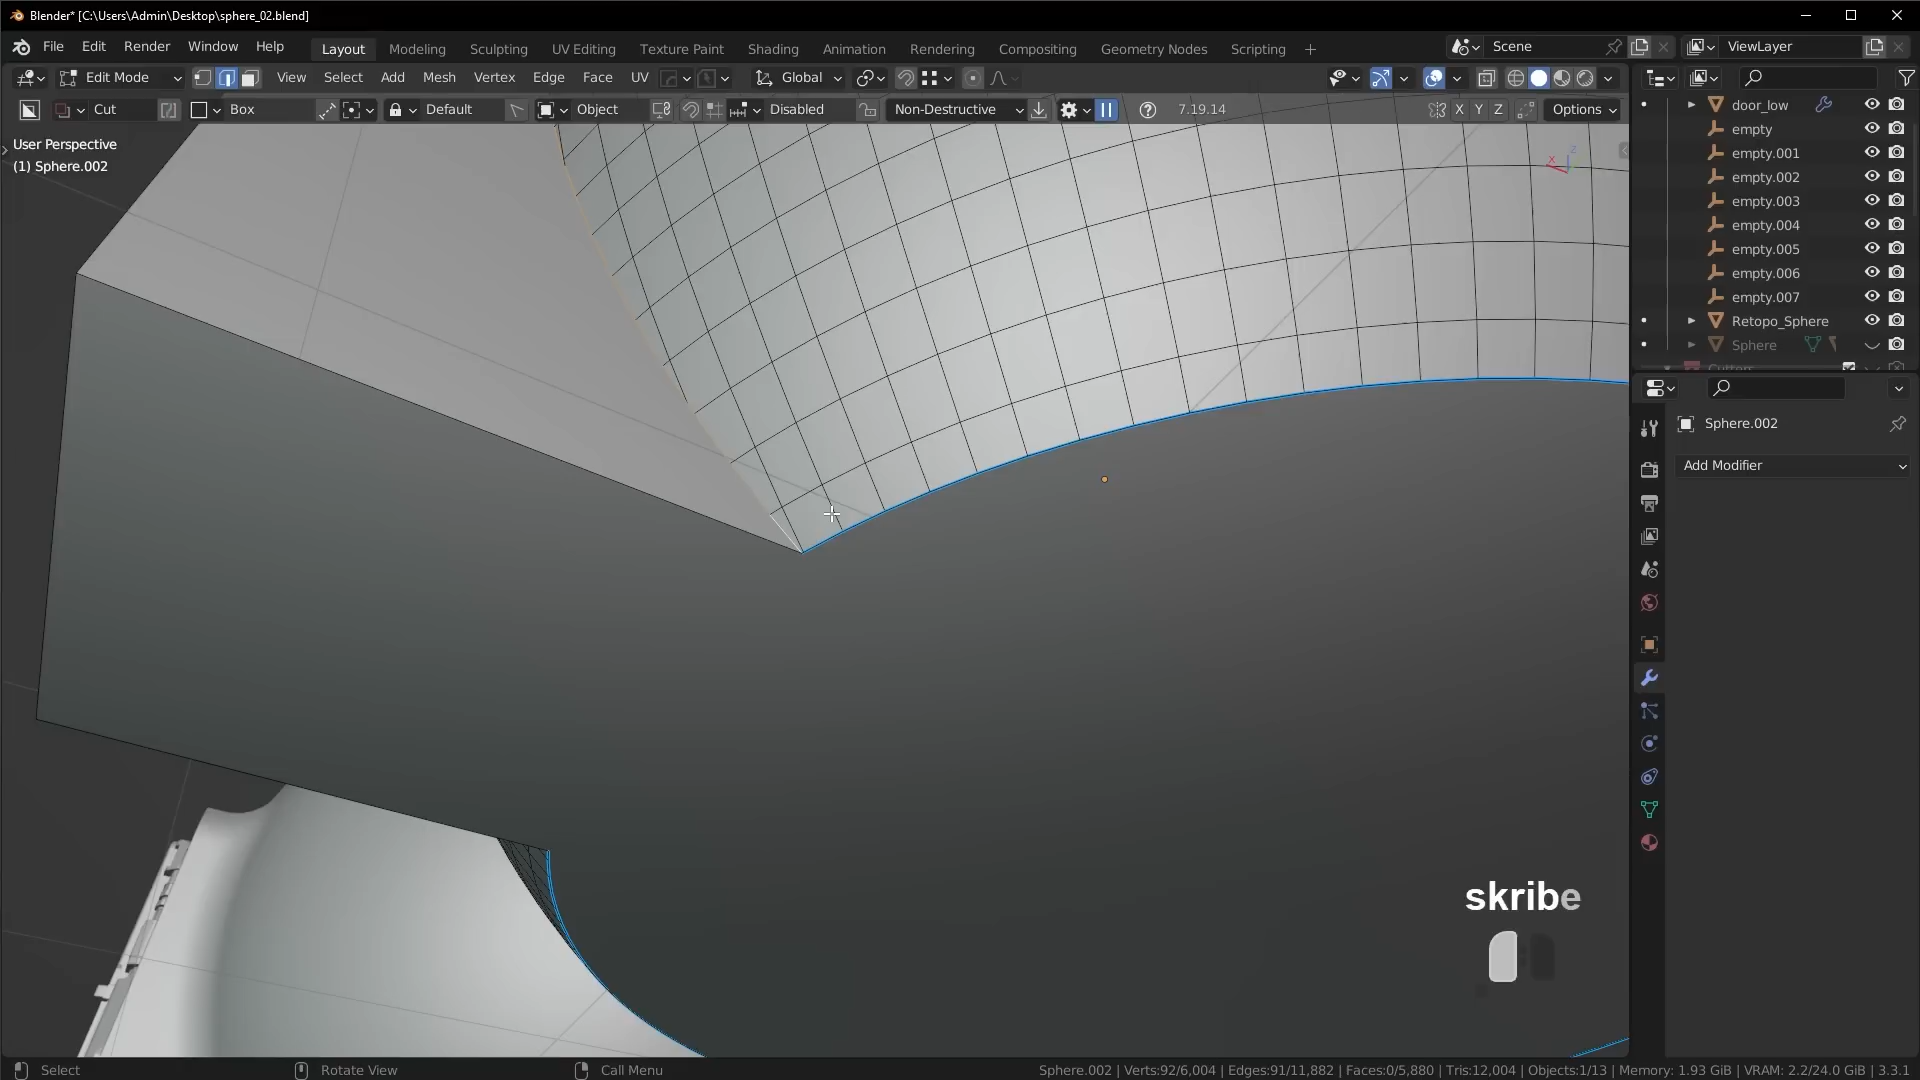 Blender* [C:\Users\Admin\Desktop\sphere_02.blend]
File Edit Render Window Help
Layout Modeling Sculpting UV Editing Texture Paint Shading Animation Rendering Compositing Geometry Nodes Scripting +
Scene
ViewLayer
Edit Mode View Select Add Mesh Vertex Edge Face UV Global
Cut Box Default Object Disabled Non-Destructive 7.19.14 X Y Z Options
User Perspective
(1) Sphere.002
X
Z
door_low
empty
empty.001
empty.002
empty.003
empty.004
empty.005
empty.006
empty.007
Retopo_Sphere
Sphere
Cutters
Sphere.002
Add Modifier
skribe
Select Rotate View Call Menu
Sphere.002 | Verts:92/6,004 | Edges:91/11,882 | Faces:0/5,880 | Tris:12,004 | Objects:1/13 | Memory: 1.93 GiB | VRAM: 2.2/24.0 GiB | 3.3.1